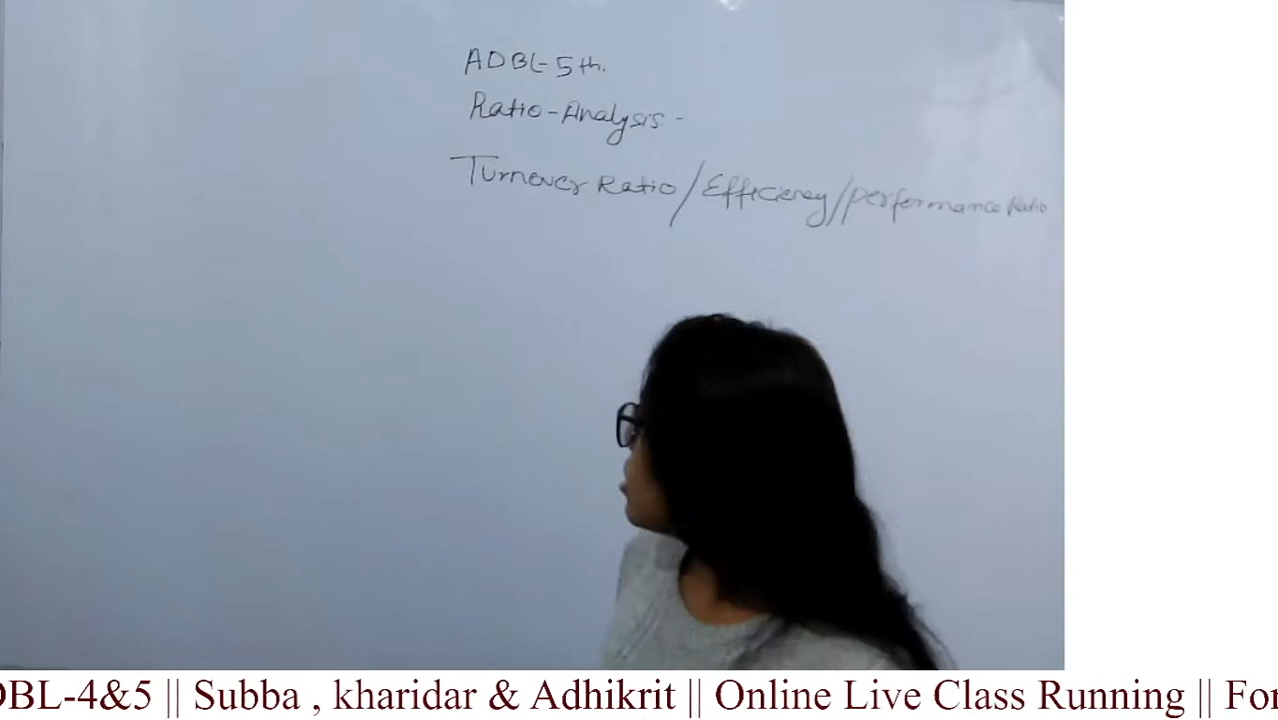 ADBL-5th.
Ratio-Analysis-
Turnover Ratio/Efficiency/Performance Ratio
DBL-4&5 || Subba , kharidar & Adhikrit || Online Live Class Running || For